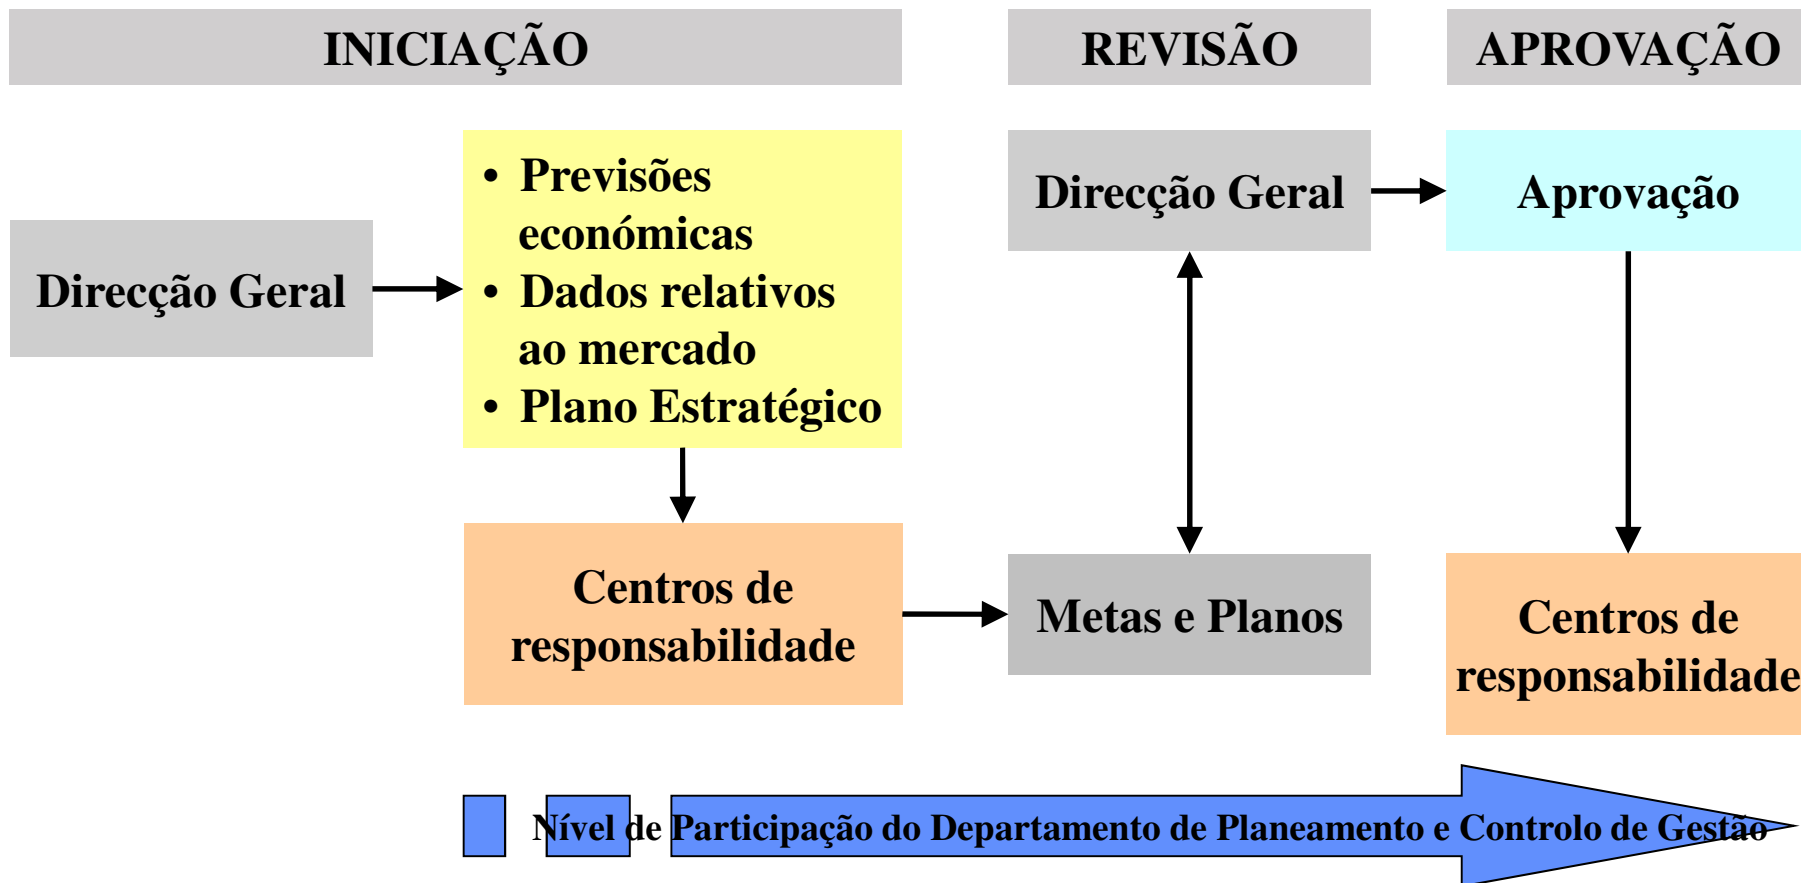 INICIAÇÃO
REVISÃO
APROVAÇÃO
Direcção Geral
• Previsões
económicas
• Dados relativos
ao mercado
• Plano Estratégico
Centros de
responsabilidade
Direcção Geral
Metas e Planos
Aprovação
Centros de
responsabilidade
Nível de Participação do Departamento de Planeamento e Controlo de Gestão